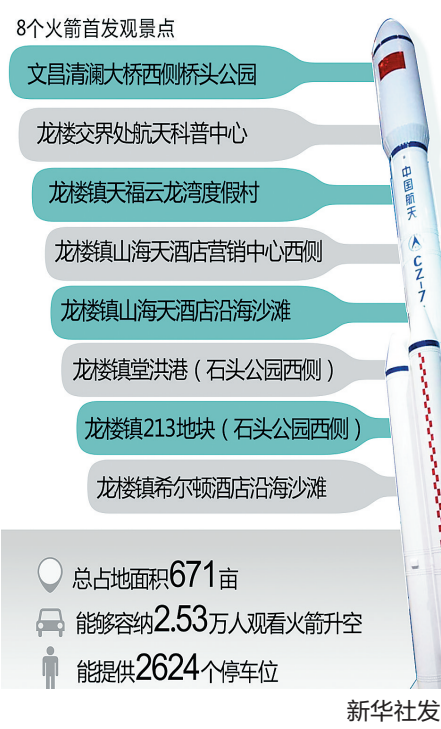 8个火箭首发观景点
文昌清澜大桥西侧桥头公园
龙楼交界处航天科普中心
龙楼镇天福云龙湾度假村
龙楼镇山海天酒店营销中心西侧
龙楼镇山海天酒店沿海沙滩
龙楼镇堂洪港（石头公园西侧）
龙楼镇213地块（石头公园西侧）
龙楼镇希尔顿酒店沿海沙滩
中国航天
CZ-7
总占地面积671亩
能够容纳2.53万人观看火箭升空
能提供2624个停车位
新华社发